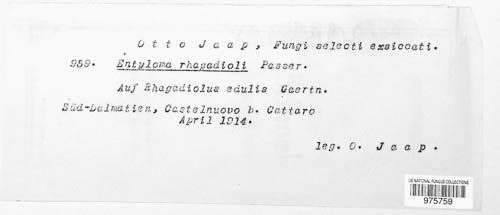 Otto Jaap, Fungi selecti exsiccati.
959. Entyloma rhagadioli Passer.
Auf Rhagadiolus edulis Gaertn.
Süd-Dalmatien, Castelnuovo b. Cattaro
April 1914.
leg. O. Jaap.
US NATIONAL FUNGUS COLLECTIONS
975759